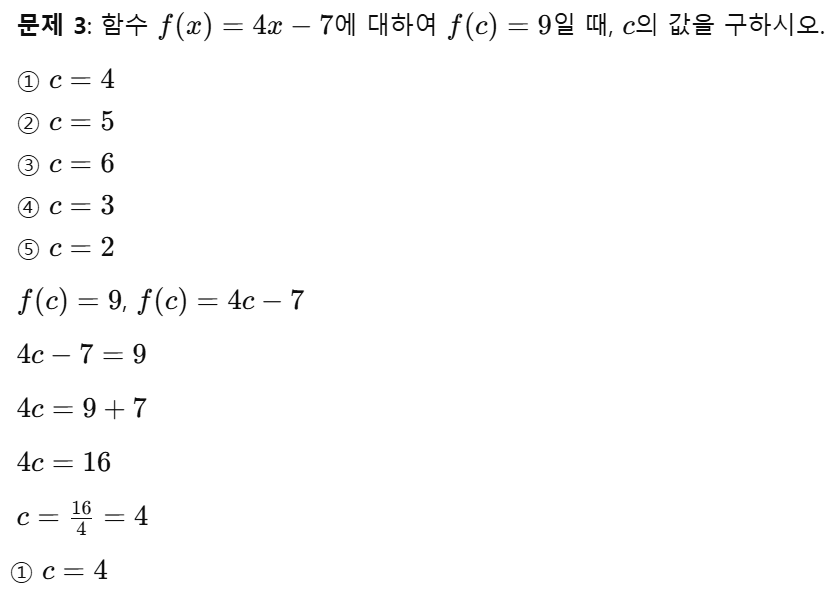 문제 3: 함수 f(x) = 4x − 7에 대하여 f(c) = 9일 때, c의 값을 구하시오.
① c = 4
② c = 5
③ c = 6
④ c = 3
⑤ c = 2
f(c) = 9, f(c) = 4c − 7
4c − 7 = 9
4c = 9 + 7
4c = 16
c = 16/4 = 4
① c = 4